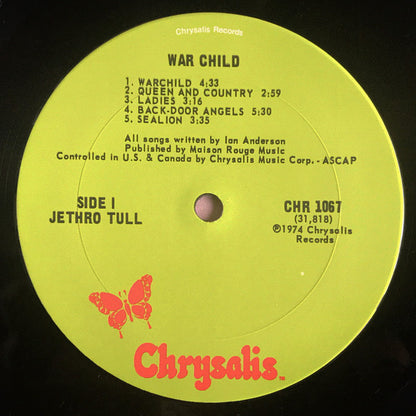 Chrysalis Records
WAR CHILD
1. WARCHILD 4:33
2. QUEEN AND COUNTRY 2:59
3. LADIES 3:16
4. BACK-DOOR ANGELS 5:30
5. SEALION 3:35
All songs written by Ian Anderson
Published by Maison Rouge Music
Controlled in U.S. & Canada by Chrysalis Music Corp. - ASCAP
SIDE I
JETHRO TULL
CHR 1067
(31,818)
℗1974 Chrysalis
Records
Chrysalis™